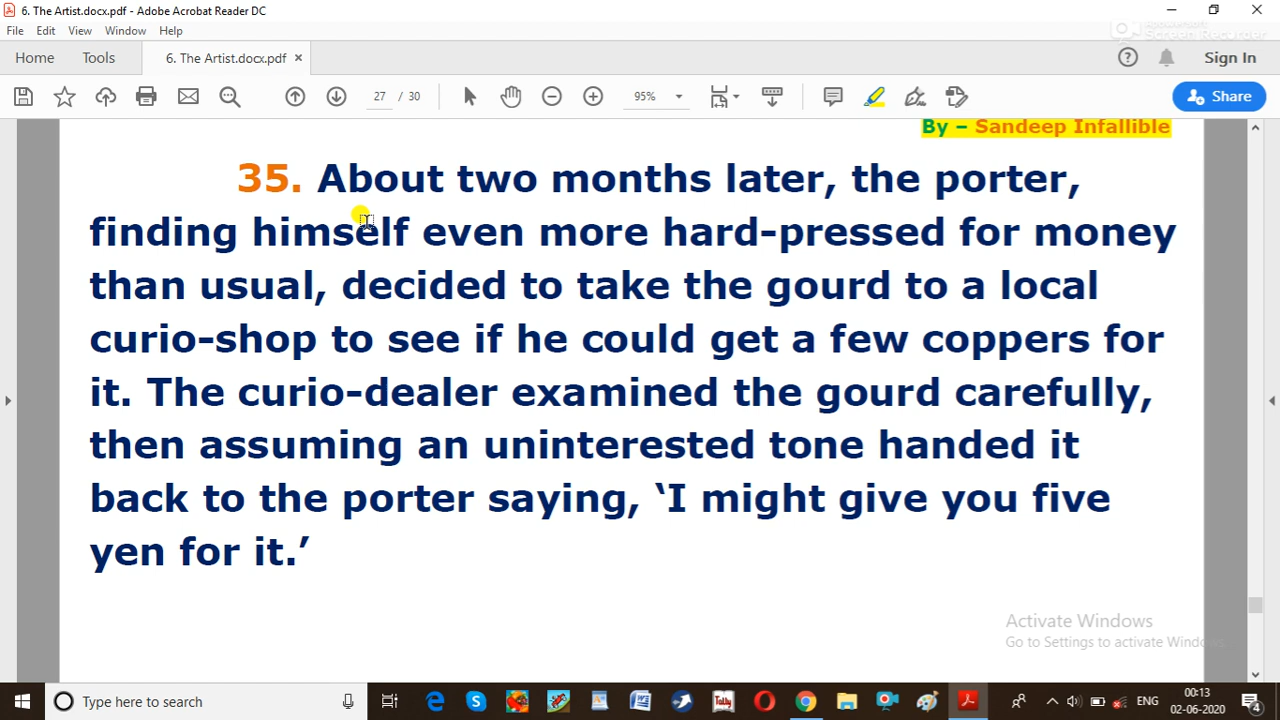 6. The Artist.docx.pdf - Adobe Acrobat Reader DC
File Edit View Window Help
Screen Recorder
Home Tools 6. The Artist.docx.pdf × Sign In
27 / 30 95% Share
By – Sandeep Infallible
35. About two months later, the porter,
finding himself even more hard-pressed for money
than usual, decided to take the gourd to a local
curio-shop to see if he could get a few coppers for
it. The curio-dealer examined the gourd carefully,
then assuming an uninterested tone handed it
back to the porter saying, ‘I might give you five
yen for it.’
Activate Windows
Go to Settings to activate Windows
Type here to search ENG 00:13
02-06-2020 4